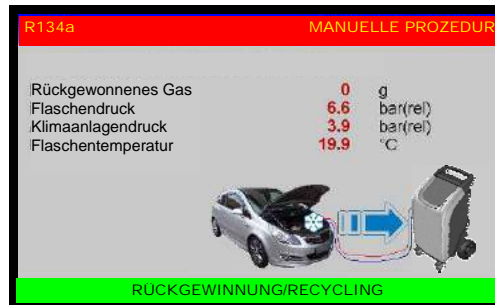 R134a MANUELLE PROZEDUR
Rückgewonnenes Gas 0 g
Flaschendruck 6.6 bar(rel)
Klimaanlagendruck 3.9 bar(rel)
Flaschentemperatur 19.9 °C
RÜCKGEWINNUNG/RECYCLING